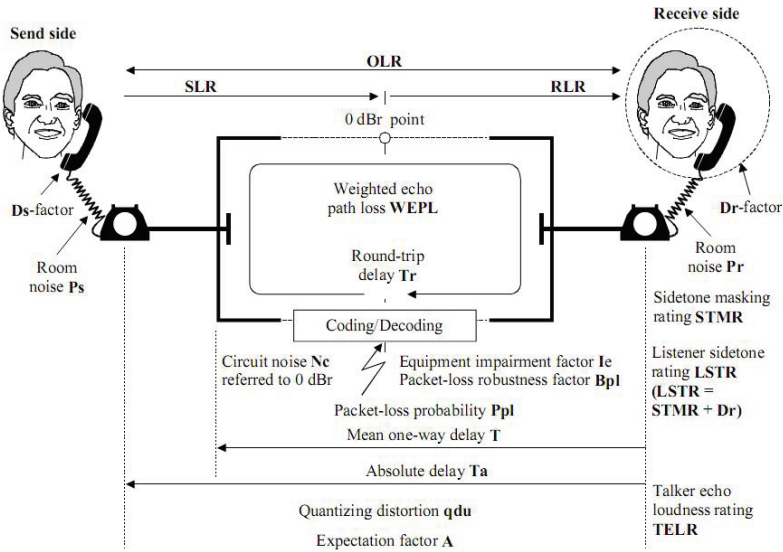 Send side
Receive side
OLR
SLR
RLR
0 dBr point
Weighted echo
path loss WEPL
Ds-factor
Dr-factor
Room
noise Ps
Room
noise Pr
Round-trip
delay Tr
Coding/Decoding
Sidetone masking
rating STMR
Circuit noise Nc
referred to 0 dBr
Equipment impairment factor Ie
Packet-loss robustness factor Bpl
Listener sidetone
rating LSTR
(LSTR =
STMR + Dr)
Packet-loss probability Ppl
Mean one-way delay T
Absolute delay Ta
Quantizing distortion qdu
Expectation factor A
Talker echo
loudness rating
TELR